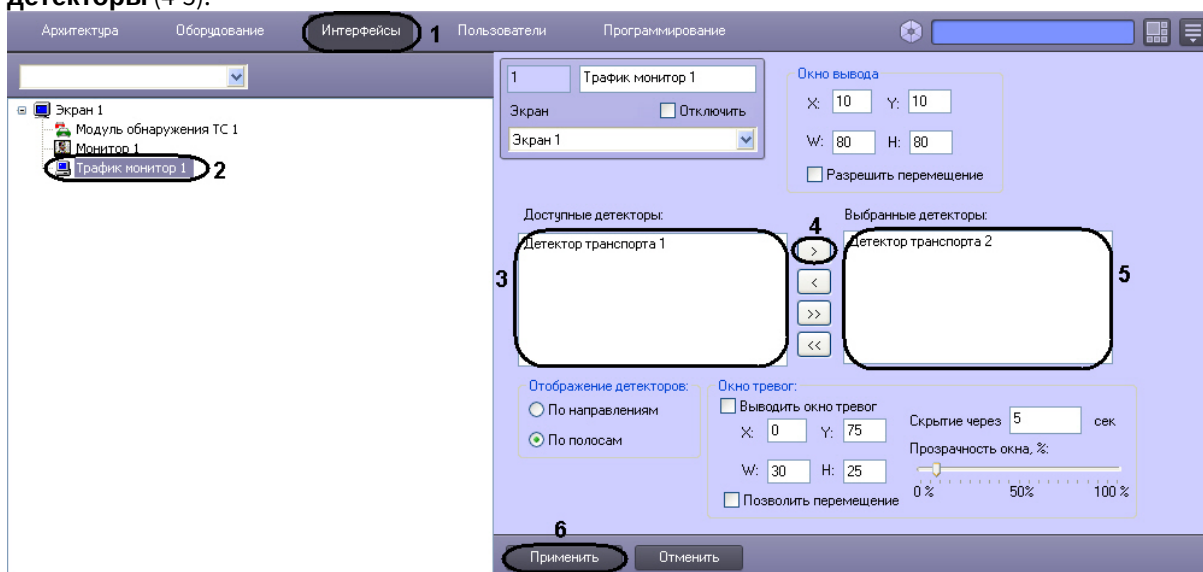 детекторы (4-5).
Архитектура Оборудование Интерфейсы 1 Пользователи Программирование
1 Трафик монитор 1
Экран Отключить
Экран 1
Окно вывода
X: 10 Y: 10
W: 80 H: 80
Разрешить перемещение
Экран 1
Модуль обнаружения ТС 1
Монитор 1
Трафик монитор 1 2
Доступные детекторы:
Детектор транспорта 1
3
4
>
<
>>
<<
Выбранные детекторы:
Детектор транспорта 2
5
Отображение детекторов:
По направлениям
По полосам
Окно тревог:
Выводить окно тревог
X: 0 Y: 75
W: 30 H: 25
Позволить перемещение
Скрытие через 5 сек
Прозрачность окна, %:
0 % 50% 100 %
6
Применить Отменить